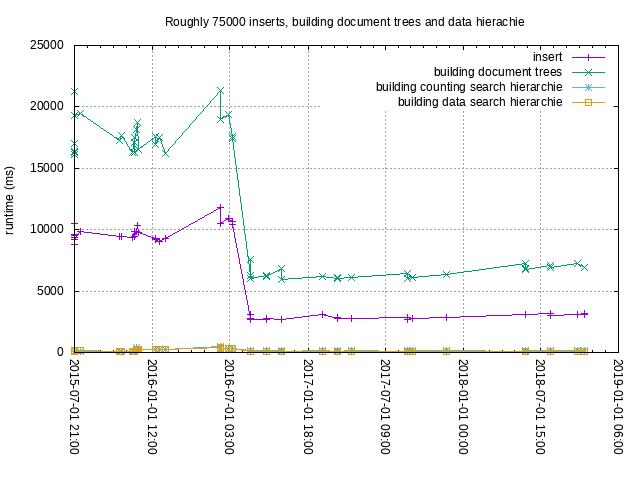 Roughly 75000 inserts, building document trees and data hierachie
25000
20000
15000
10000
5000
0
runtime (ms)
insert
building document trees
building counting search hierarchie
building data search hierarchie
2015-07-01 21:00
2016-01-01 12:00
2016-07-01 03:00
2017-01-01 18:00
2017-07-01 09:00
2018-01-01 00:00
2018-07-01 15:00
2019-01-01 06:00